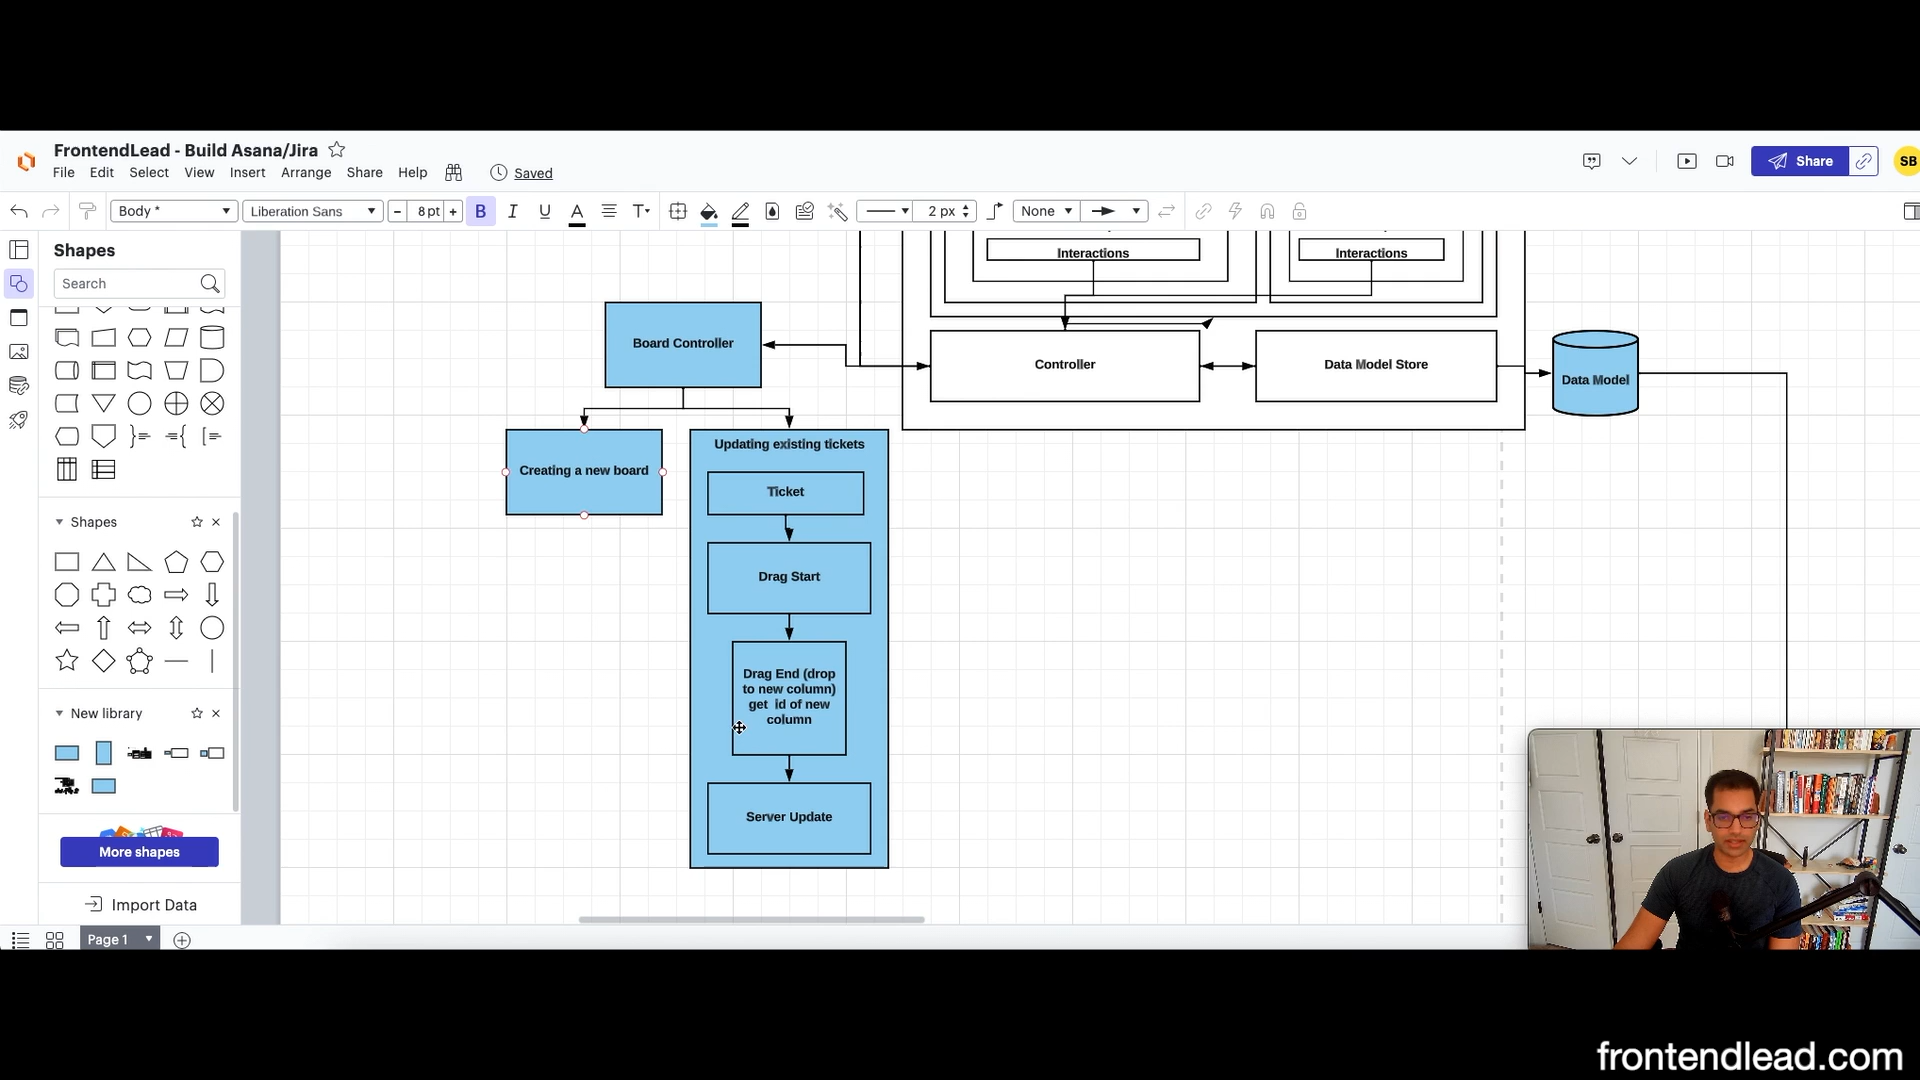 FrontendLead - Build Asana/Jira
File Edit Select View Insert Arrange Share Help Saved
Share
SB
Body *
Liberation Sans
- 8 pt +
B I U A T
2 px
None
Shapes
Search
Shapes
New library
More shapes
Import Data
Page 1
Interactions
Interactions
Board Controller
Controller
Data Model Store
Data Model
Creating a new board
Updating existing tickets
Ticket
Drag Start
Drag End (drop
to new column)
get id of new
column
Server Update
frontendlead.com